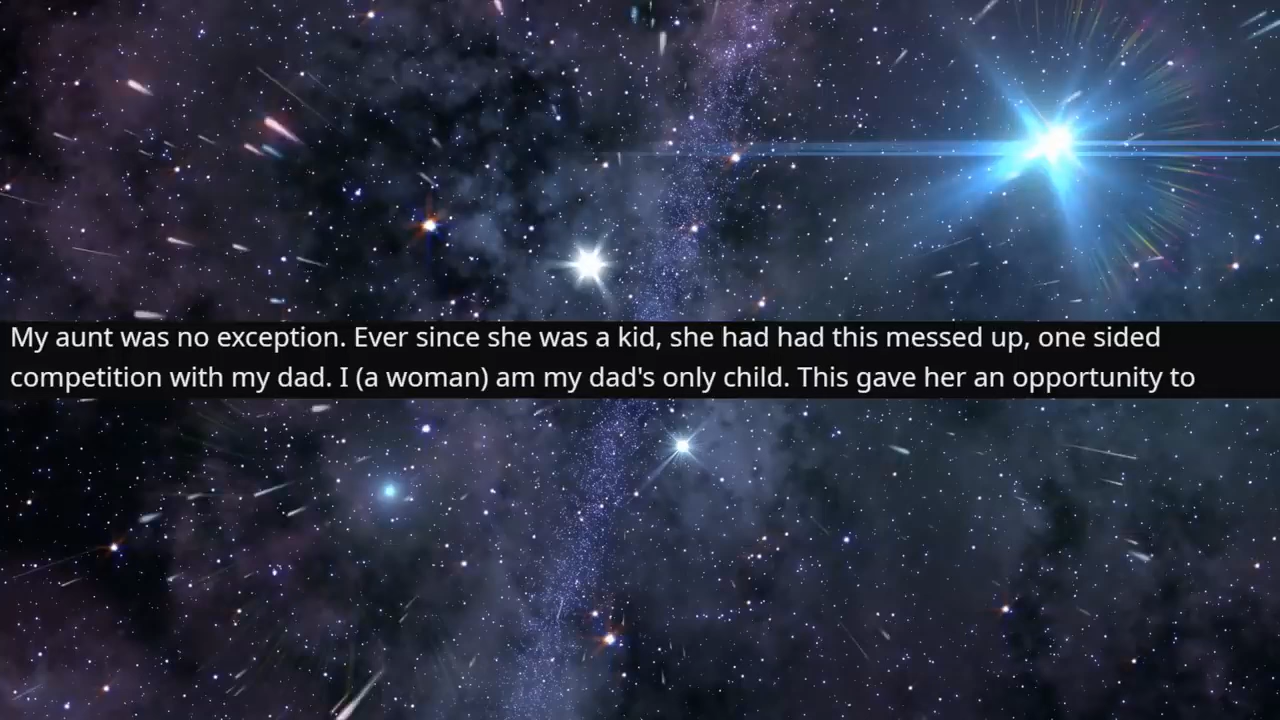 My aunt was no exception. Ever since she was a kid, she had had this messed up, one sided
competition with my dad. I (a woman) am my dad's only child. This gave her an opportunity to